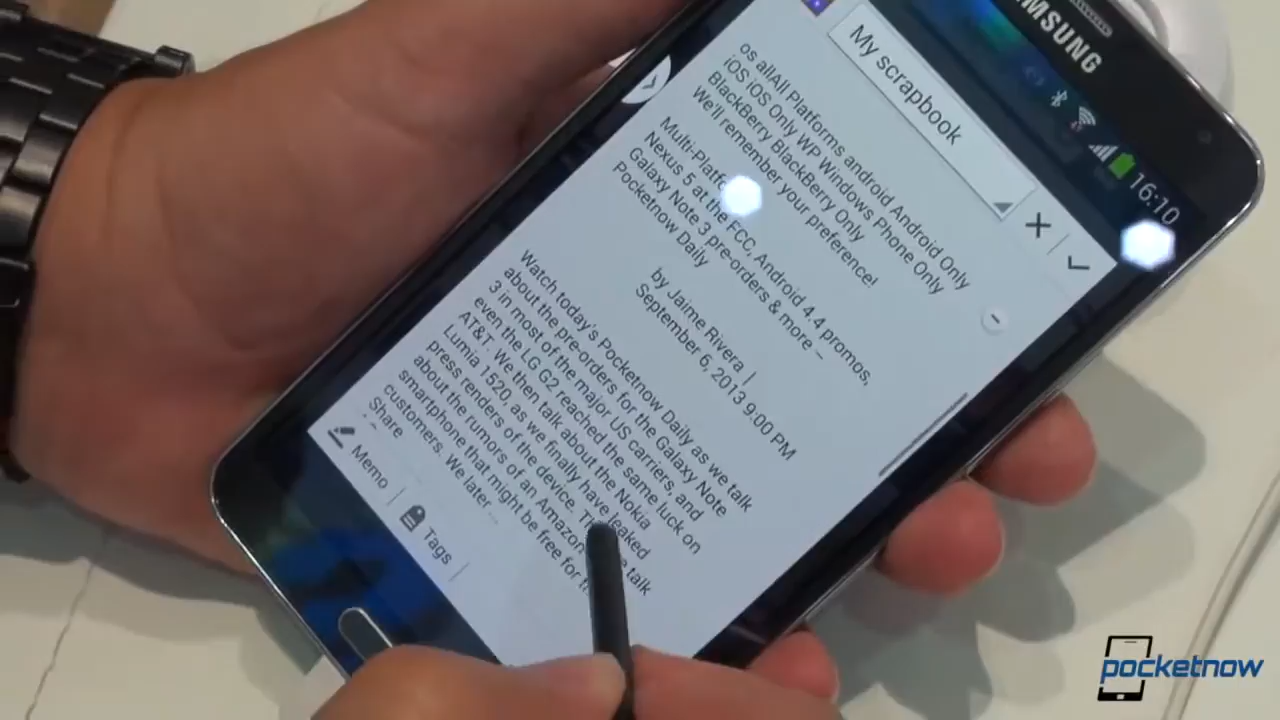 SAMSUNG
16:10
My scrapbook
os allAll Platforms android Android Only
iOS iOS Only WP Windows Phone Only
BlackBerry BlackBerry Only
We'll remember your preference!
Multi-Platfo
Nexus 5 at the FCC, Android 4.4 promos,
Galaxy Note 3 pre-orders & more –
Pocketnow Daily
by Jaime Rivera |
September 6, 2013 9:00 PM
Watch today's Pocketnow Daily as we talk
about the pre-orders for the Galaxy Note
3 in most of the major US carriers, and
even the LG G2 reached the same luck on
AT&T. We then talk about the Nokia
Lumia 1520, as we finally have leaked
press renders of the device. talk
about the rumors of an Amazon
smartphone that might be free for
customers. We later...
Share
Memo
Tags
pocketnow